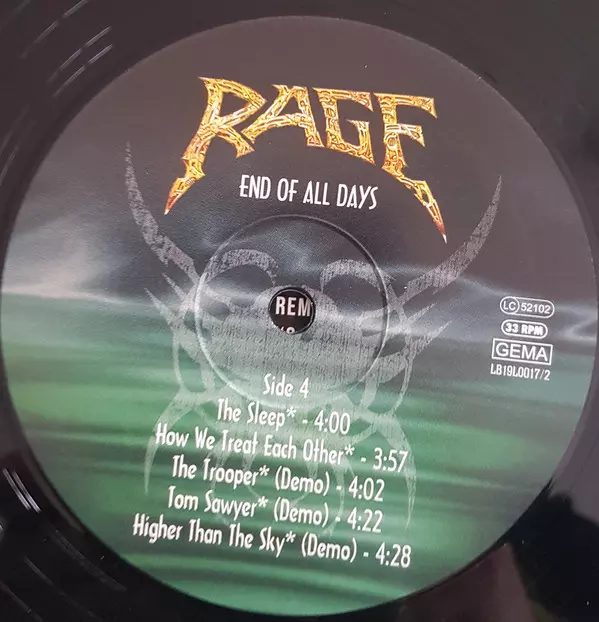 RAGE
END OF ALL DAYS
REM
LC 52102
33 RPM
GEMA
LB19L0017/2
Side 4
The Sleep* - 4:00
How We Treat Each Other* - 3:57
The Trooper* (Demo) - 4:02
Tom Sawyer* (Demo) - 4:22
Higher Than The Sky* (Demo) - 4:28